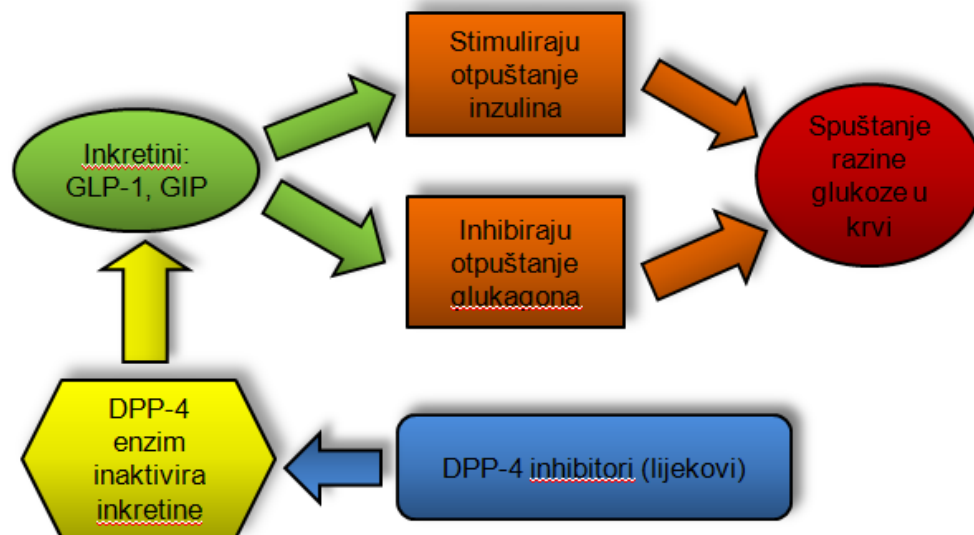 Stimuliraju
otpuštanje
inzulina
Inkretini:
GLP-1, GIP
Spuštanje
razine
glukoze u
krvi
Inhibiraju
otpuštanje
glukagona
DPP-4
enzim
inaktivira
inkretine
DPP-4 inhibitori (lijekovi)